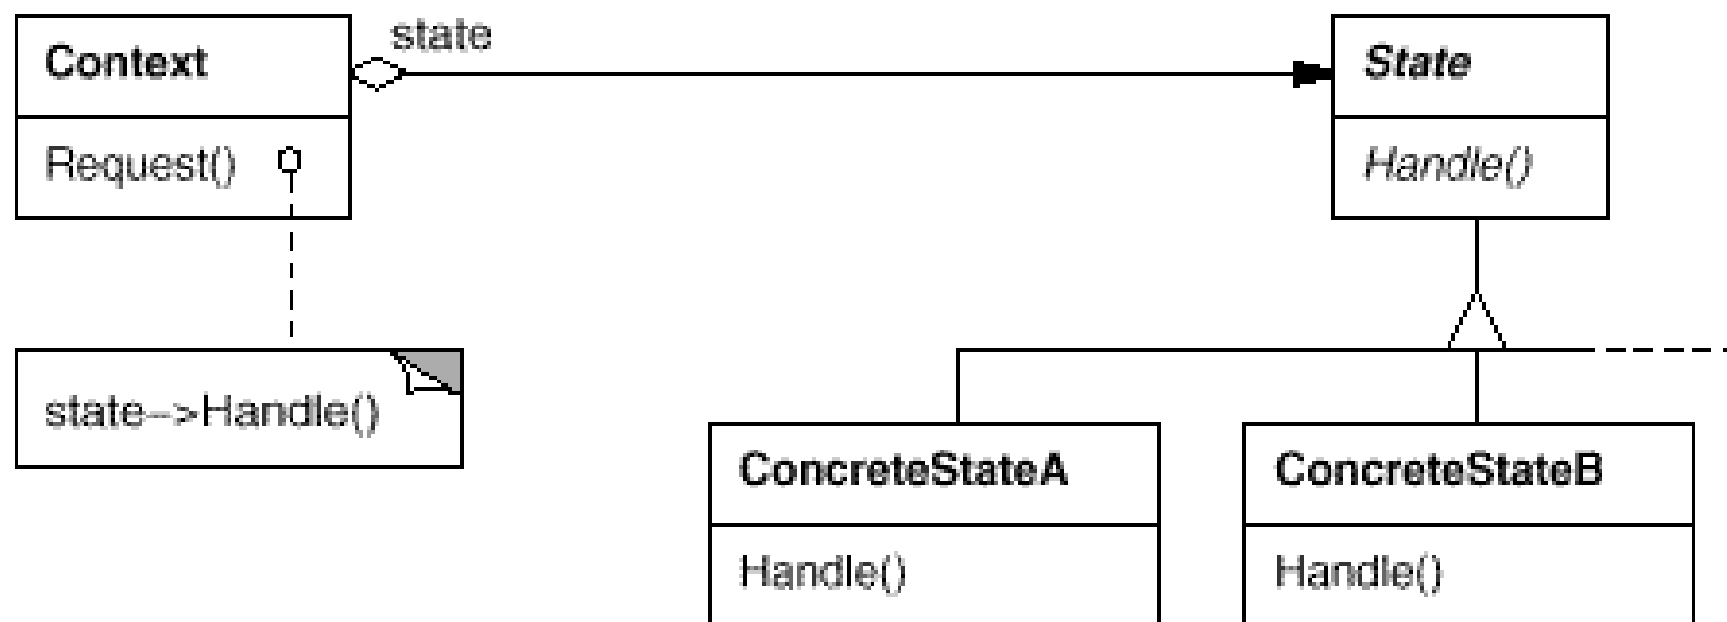 Context
state
State
Request()
Handle()
state-->Handle()
ConcreteStateA
ConcreteStateB
Handle()
Handle()